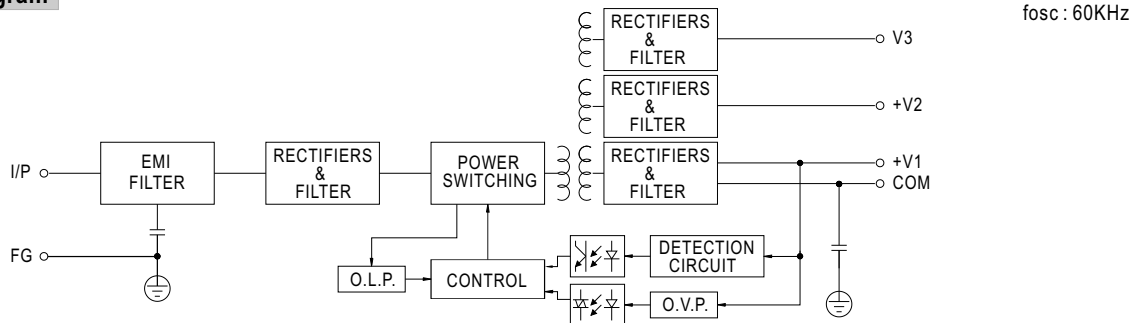 gram
fosc : 60KHz
RECTIFIERS
&
FILTER
V3
RECTIFIERS
&
FILTER
+V2
I/P
EMI
FILTER
RECTIFIERS
&
FILTER
POWER
SWITCHING
RECTIFIERS
&
FILTER
+V1
COM
FG
O.L.P.
CONTROL
DETECTION
CIRCUIT
O.V.P.